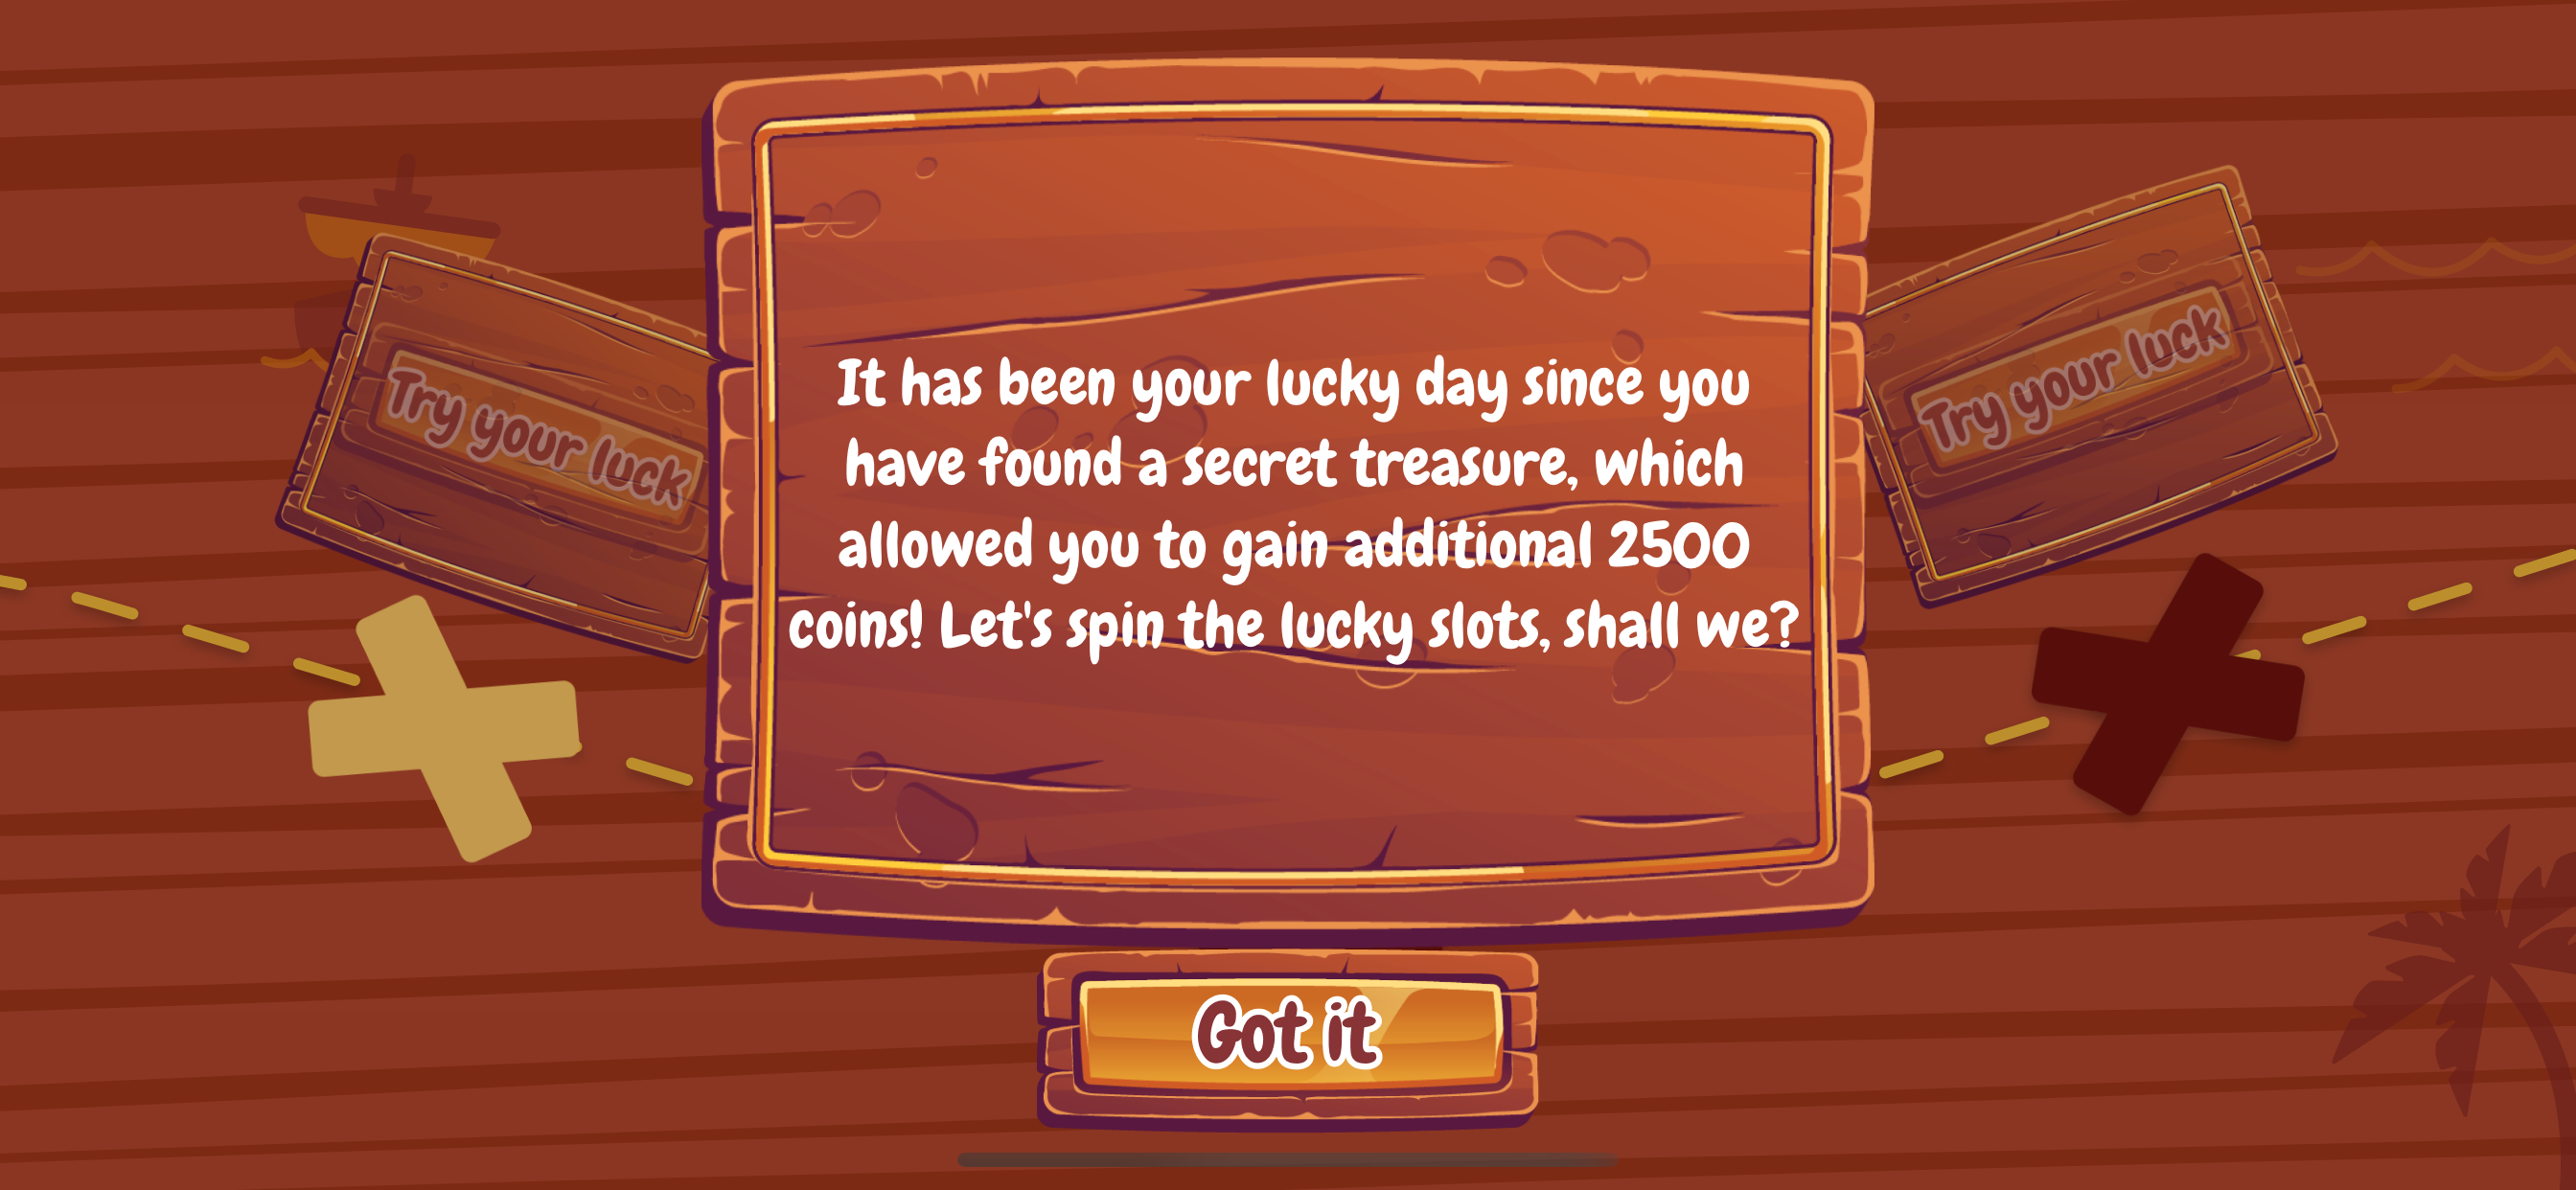 Try your luck
It has been your lucky day since you
have found a secret treasure, which
allowed you to gain additional 2500
coins! Let's spin the lucky slots, shall we?
Try your luck
Got it